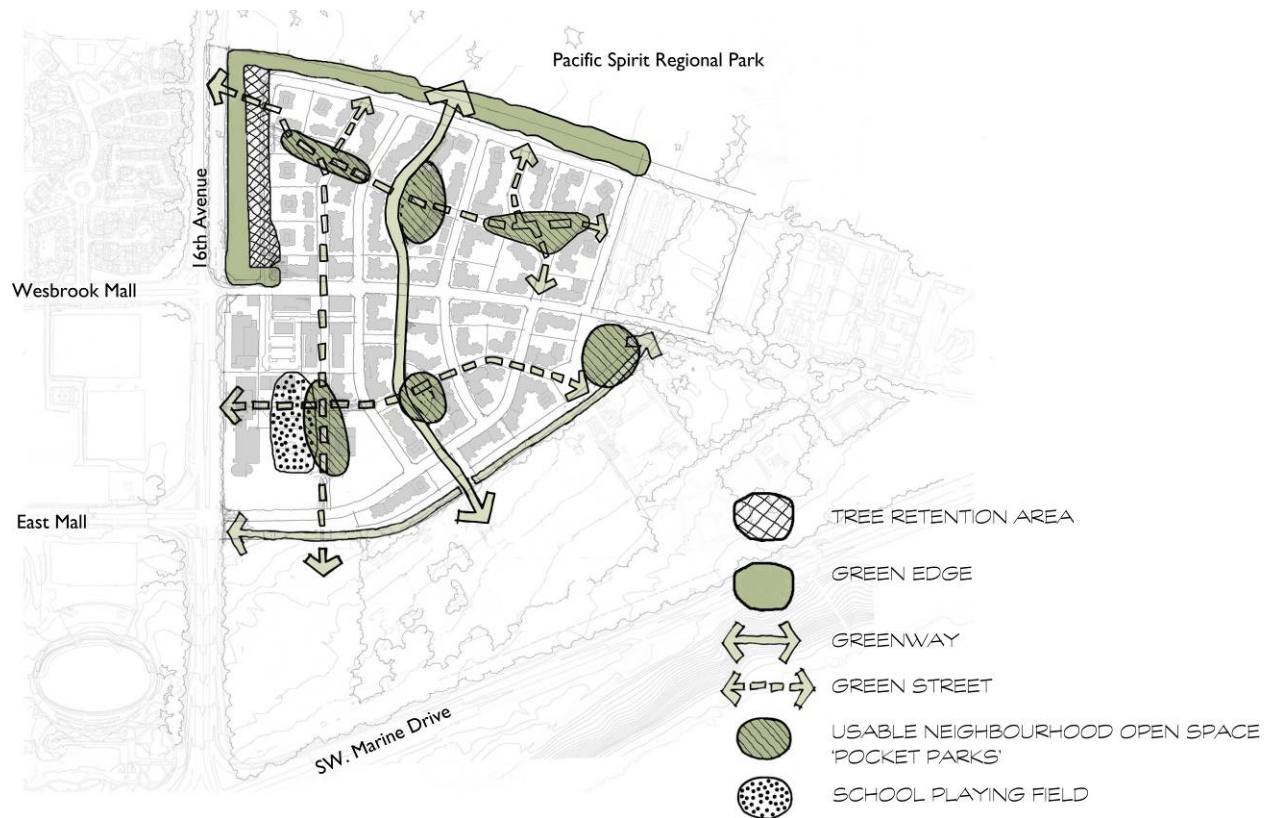 Pacific Spirit Regional Park
16th Avenue
Wesbrook Mall
East Mall
SW. Marine Drive
TREE RETENTION AREA
GREEN EDGE
GREENWAY
GREEN STREET
USABLE NEIGHBOURHOOD OPEN SPACE
'POCKET PARKS'
SCHOOL PLAYING FIELD